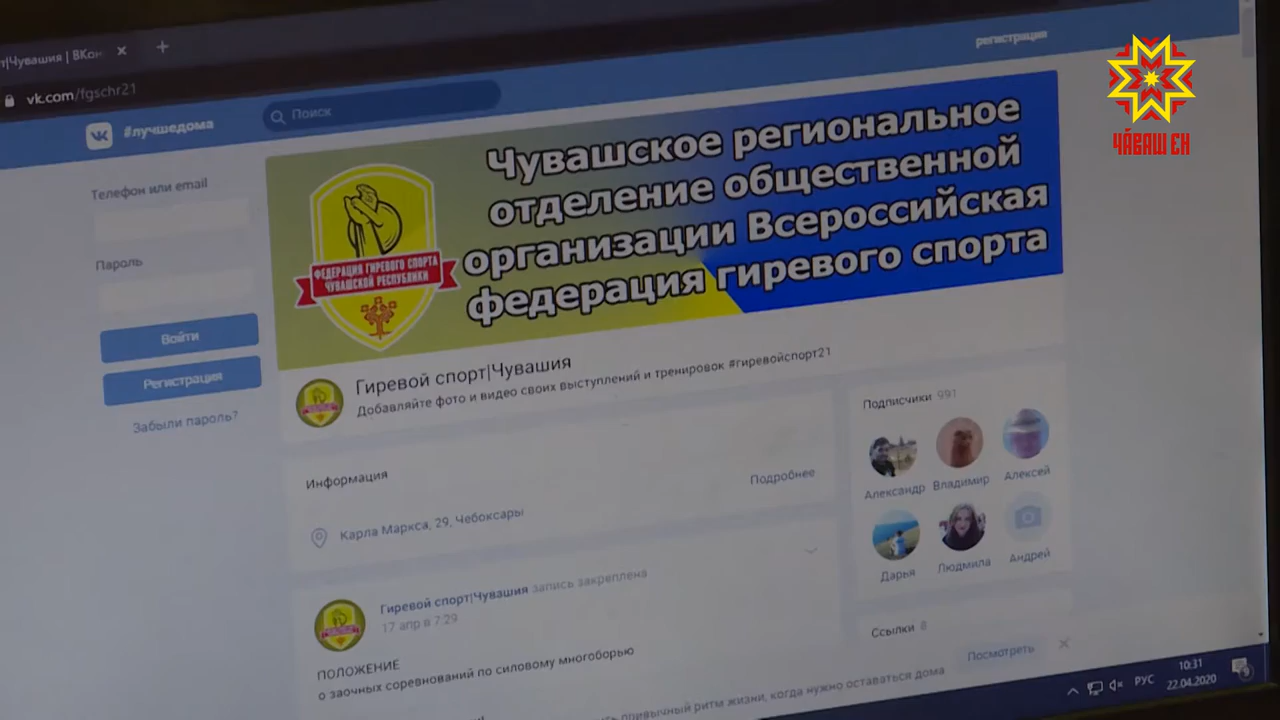 т|Чувашия | ВКон
vk.com/fgschr21
#лучшедома
Поиск
регистрация
ЧӐВАШ ЕН
Телефон или email
Пароль
Войти
Регистрация
Забыли пароль?
ФЕДЕРАЦИЯ ГИРЕВОГО СПОРТА
ЧУВАШСКОЙ РЕСПУБЛИКИ
Чувашское региональное
отделение общественной
организации Всероссийская
федерация гиревого спорта
Гиревой спорт|Чувашия
Добавляйте фото и видео своих выступлений и тренировок #гиревойспорт21
Информация
Подробнее
Карла Маркса, 29, Чебоксары
Гиревой спорт|Чувашия запись закреплена
17 апр в 7:29
ПОЛОЖЕНИЕ
о заочных соревнований по силовому многоборью
Подписчики 991
Александр Владимир Алексей
Дарья Людмила Андрей
Ссылки 8
привычный ритм жизни, когда нужно оставаться дома
Посмотреть
РУС
10:31
22.04.2020